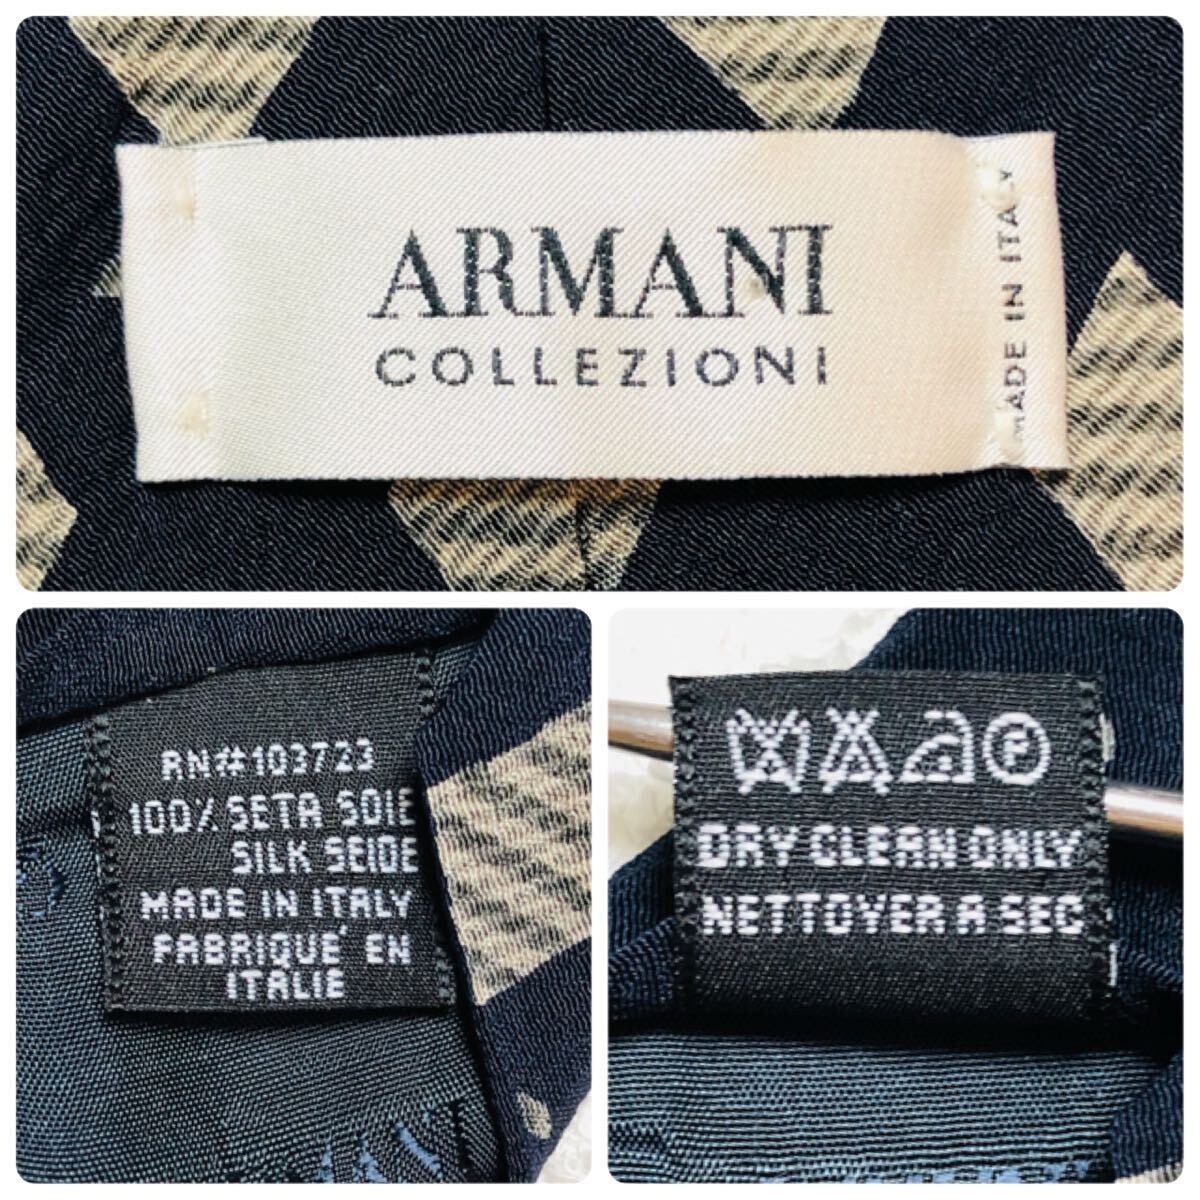 ARMANI
COLLEZIONI
MADE IN ITALY
RN#103723
100% SETA SOIE
SILK SEIDE
MADE IN ITALY
FABRIQUÉ EN
ITALIE
P
DRY CLEAN ONLY
NETTOYER A SEC